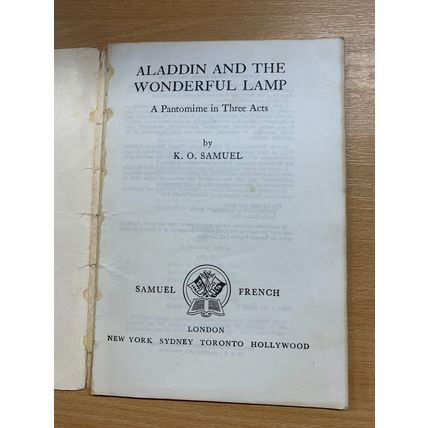 ALADDIN AND THE
WONDERFUL LAMP
A Pantomime in Three Acts
by
K. O. SAMUEL
SAMUEL FRENCH
LONDON
NEW YORK SYDNEY TORONTO HOLLYWOOD